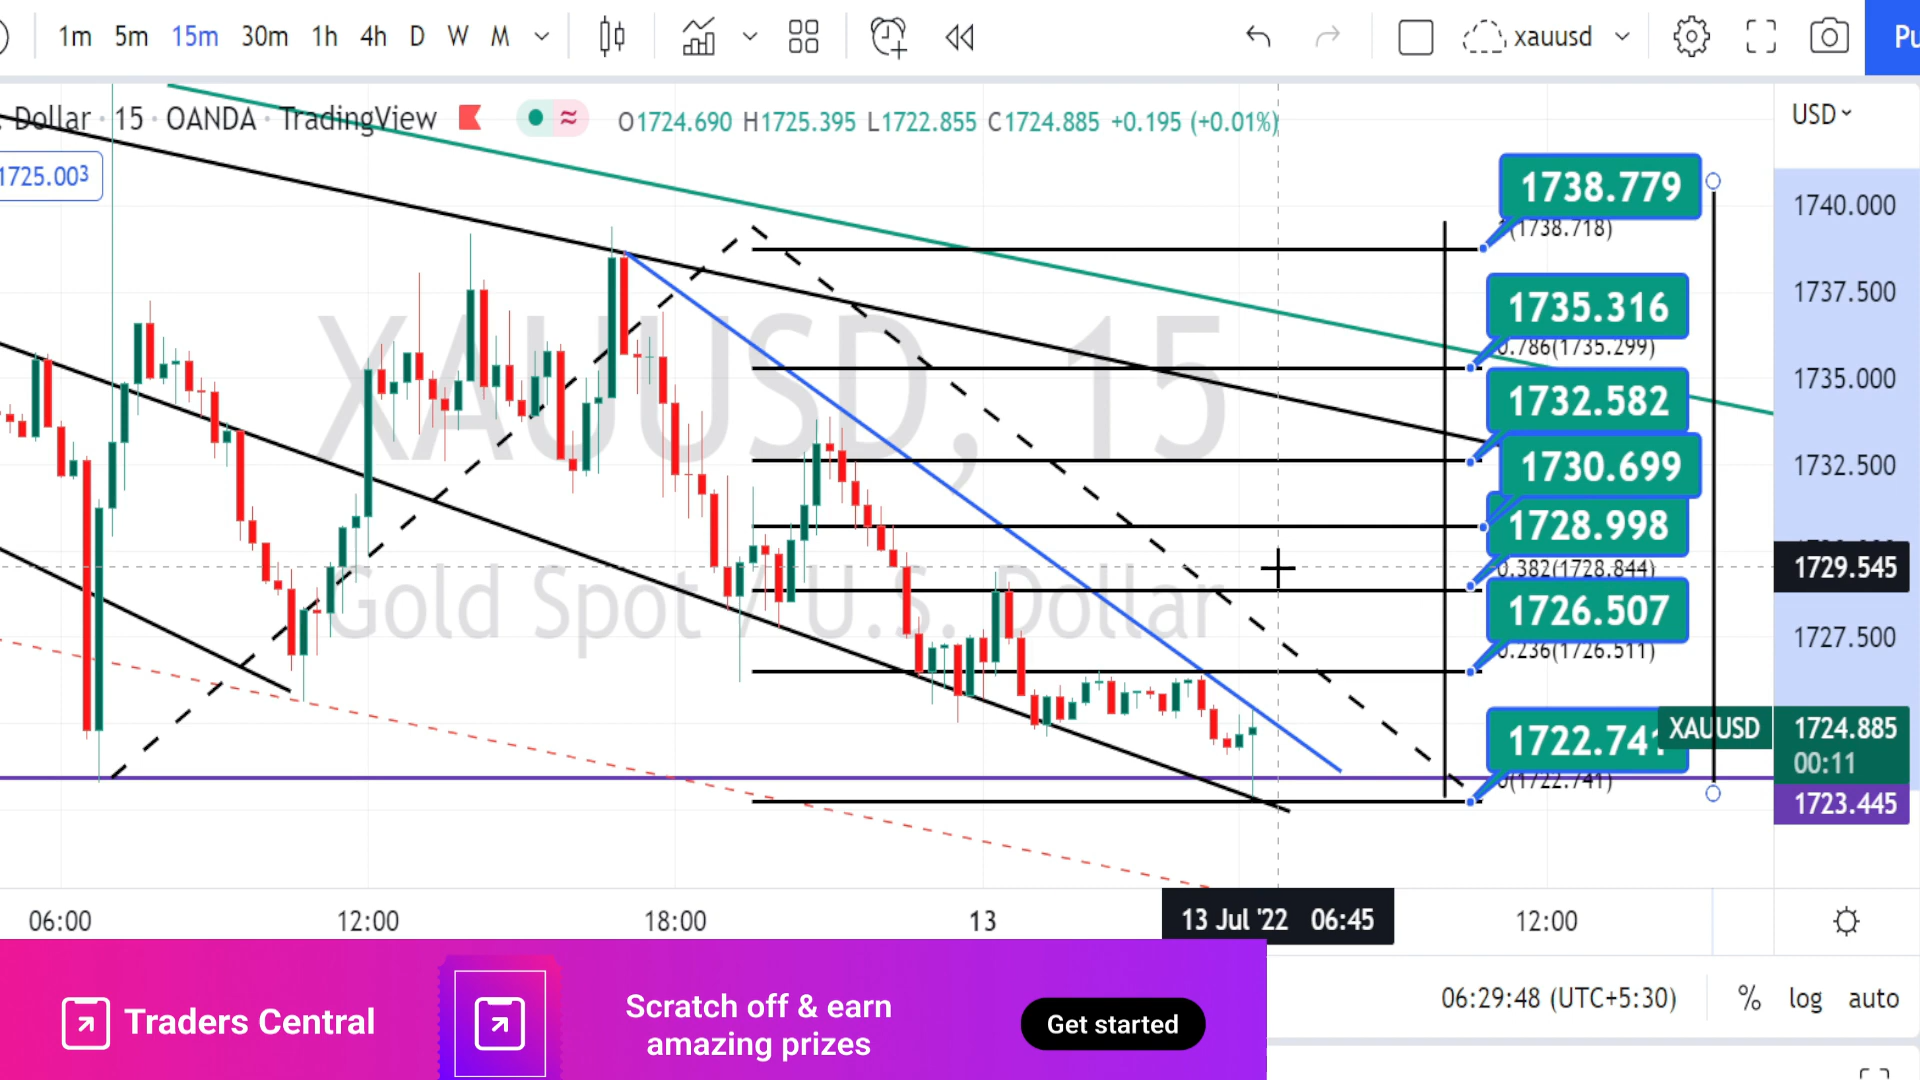 1m 5m 15m 30m 1h 4h D W M xauusd Pu
Dollar · 15 · OANDA · TradingView O1724.690 H1725.395 L1722.855 C1724.885 +0.195 (+0.01%) USD
1725.003
XAUUSD, 15
Gold Spot / U.S. Dollar
1738.779
(1738.718)
1735.316
0.786(1735.299)
1732.582
1730.699
1728.998
0.382(1728.844)
1726.507
0.236(1726.511)
1722.741
0(1722.741)
1740.000
1737.500
1735.000
1732.500
1729.545
1727.500
XAUUSD 1724.885
00:11
1723.445
06:00 12:00 18:00 13 13 Jul '22 06:45 12:00
06:29:48 (UTC+5:30) % log auto
Traders Central
Scratch off & earn
amazing prizes
Get started